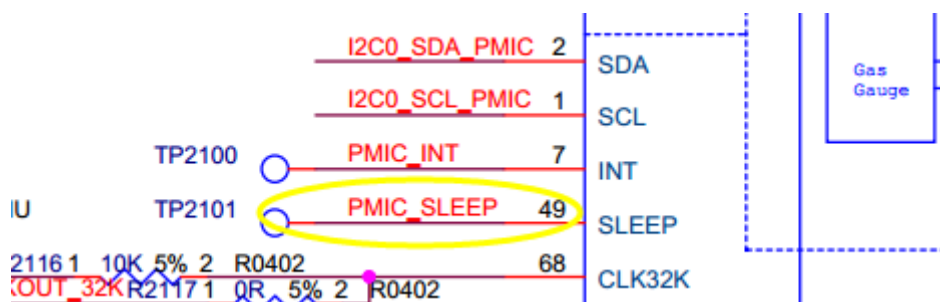 I2C0_SDA_PMIC 2
SDA
Gas
Gauge
I2C0_SCL_PMIC 1
SCL
TP2100 PMIC_INT 7
INT
TP2101 PMIC_SLEEP 49
SLEEP
2116 1 10K 5% 2 R0402 68
CLK32K
KOUT_32K R2117 1 0R 5% 2 R0402